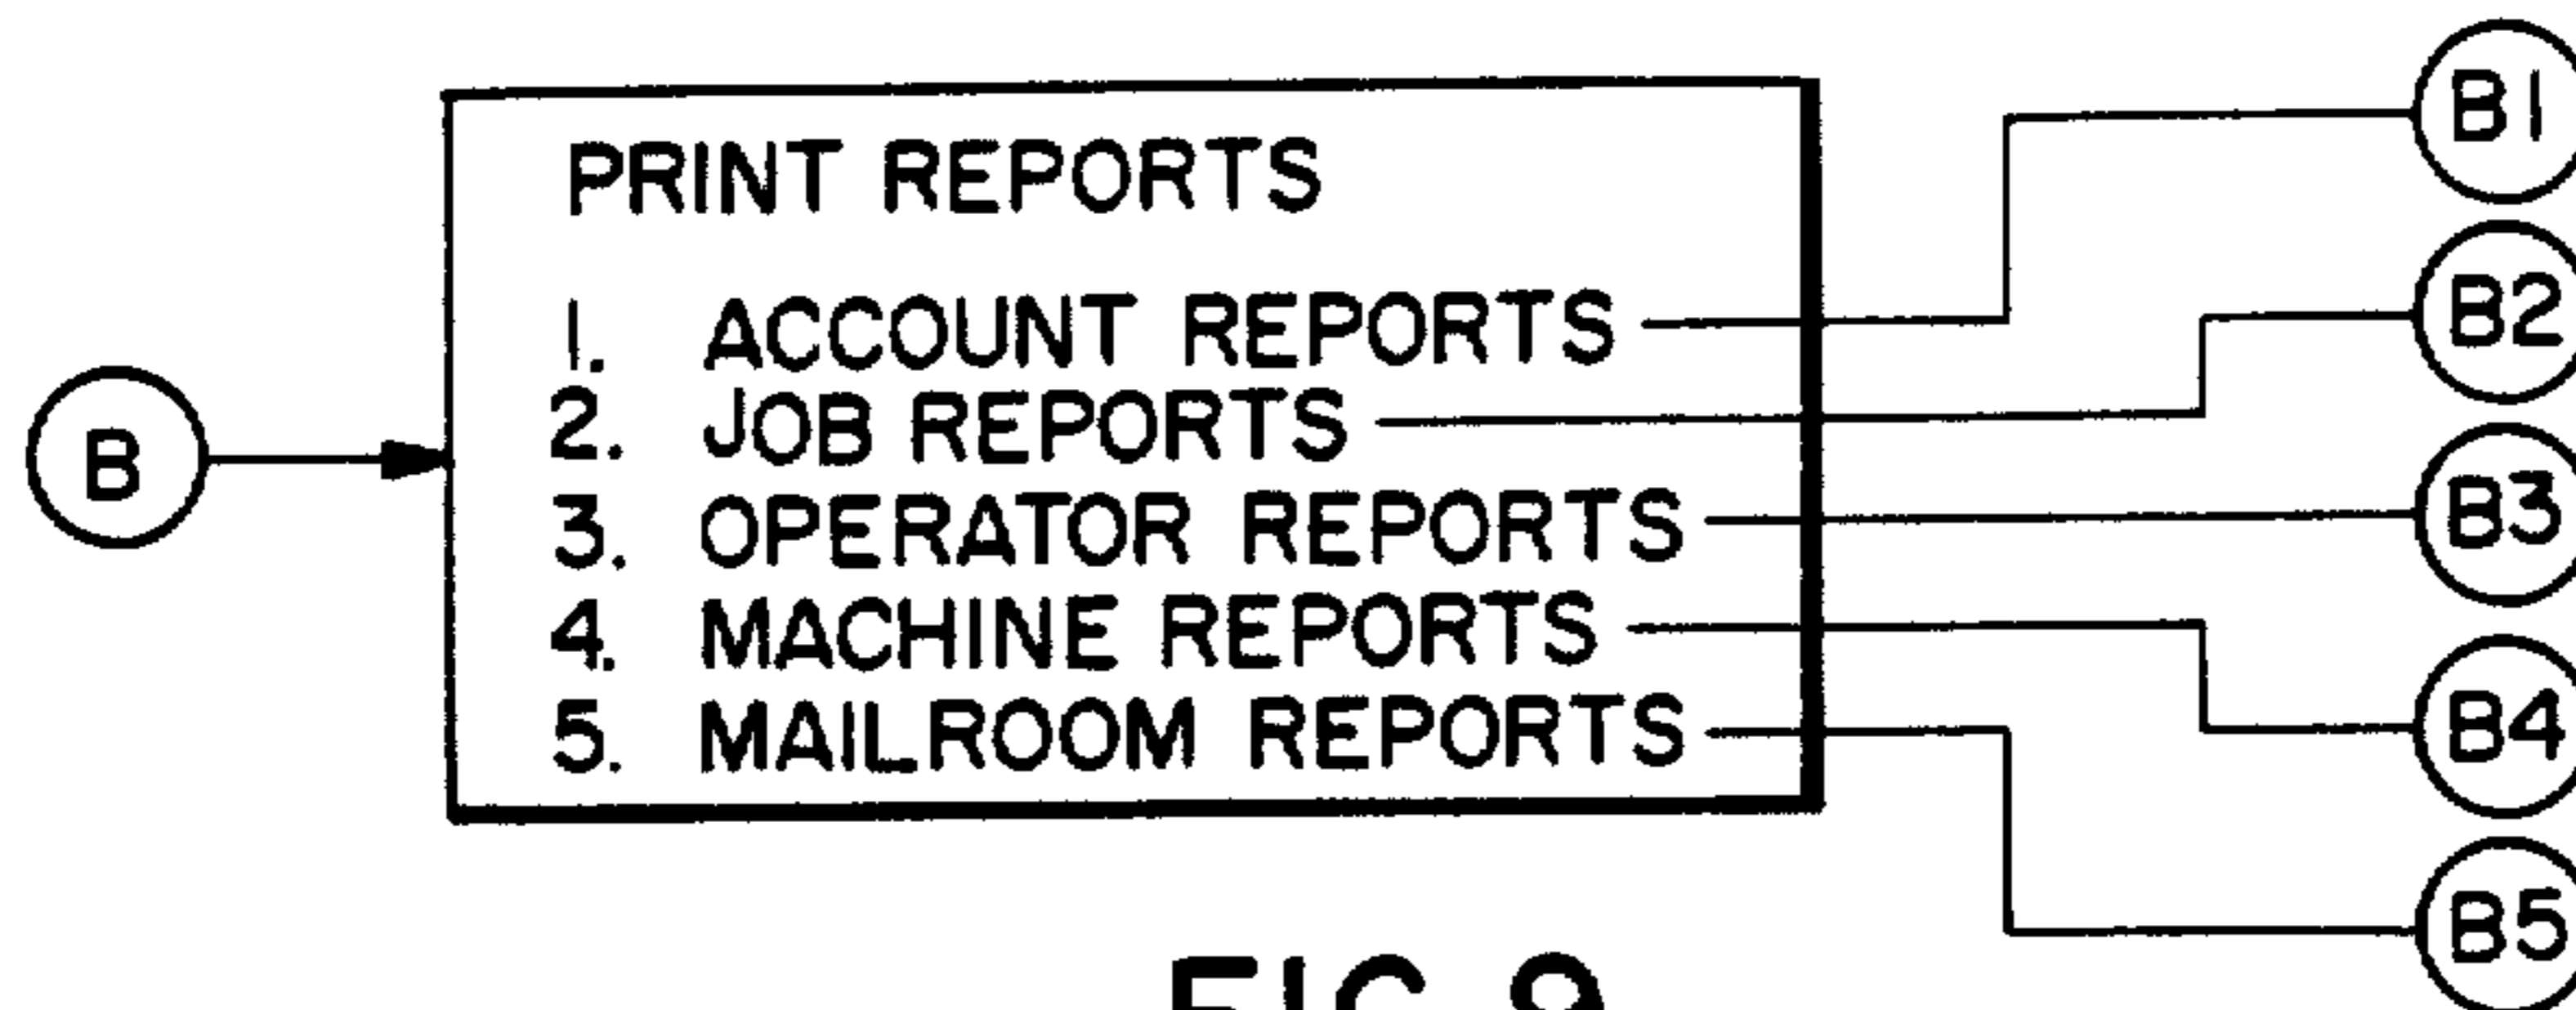 PRINT REPORTS
1. ACCOUNT REPORTS
2. JOB REPORTS
3. OPERATOR REPORTS
4. MACHINE REPORTS
5. MAILROOM REPORTS
B
B1
B2
B3
B4
B5